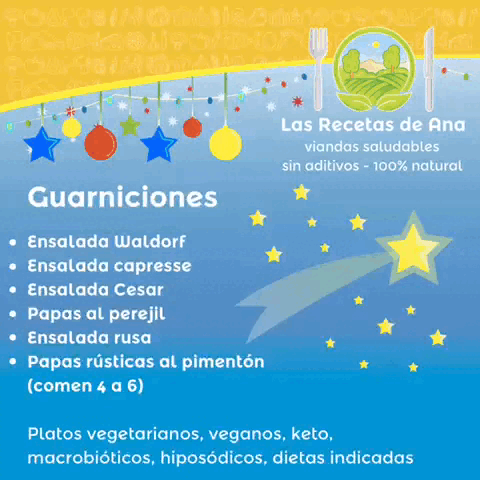 Las Recetas de Ana
viandas saludables
sin aditivos - 100% natural
Guarniciones
• Ensalada Waldorf
• Ensalada capresse
• Ensalada Cesar
• Papas al perejil
• Ensalada rusa
• Papas rústicas al pimentón
(comen 4 a 6)
Platos vegetarianos, veganos, keto,
macrobióticos, hiposódicos, dietas indicadas